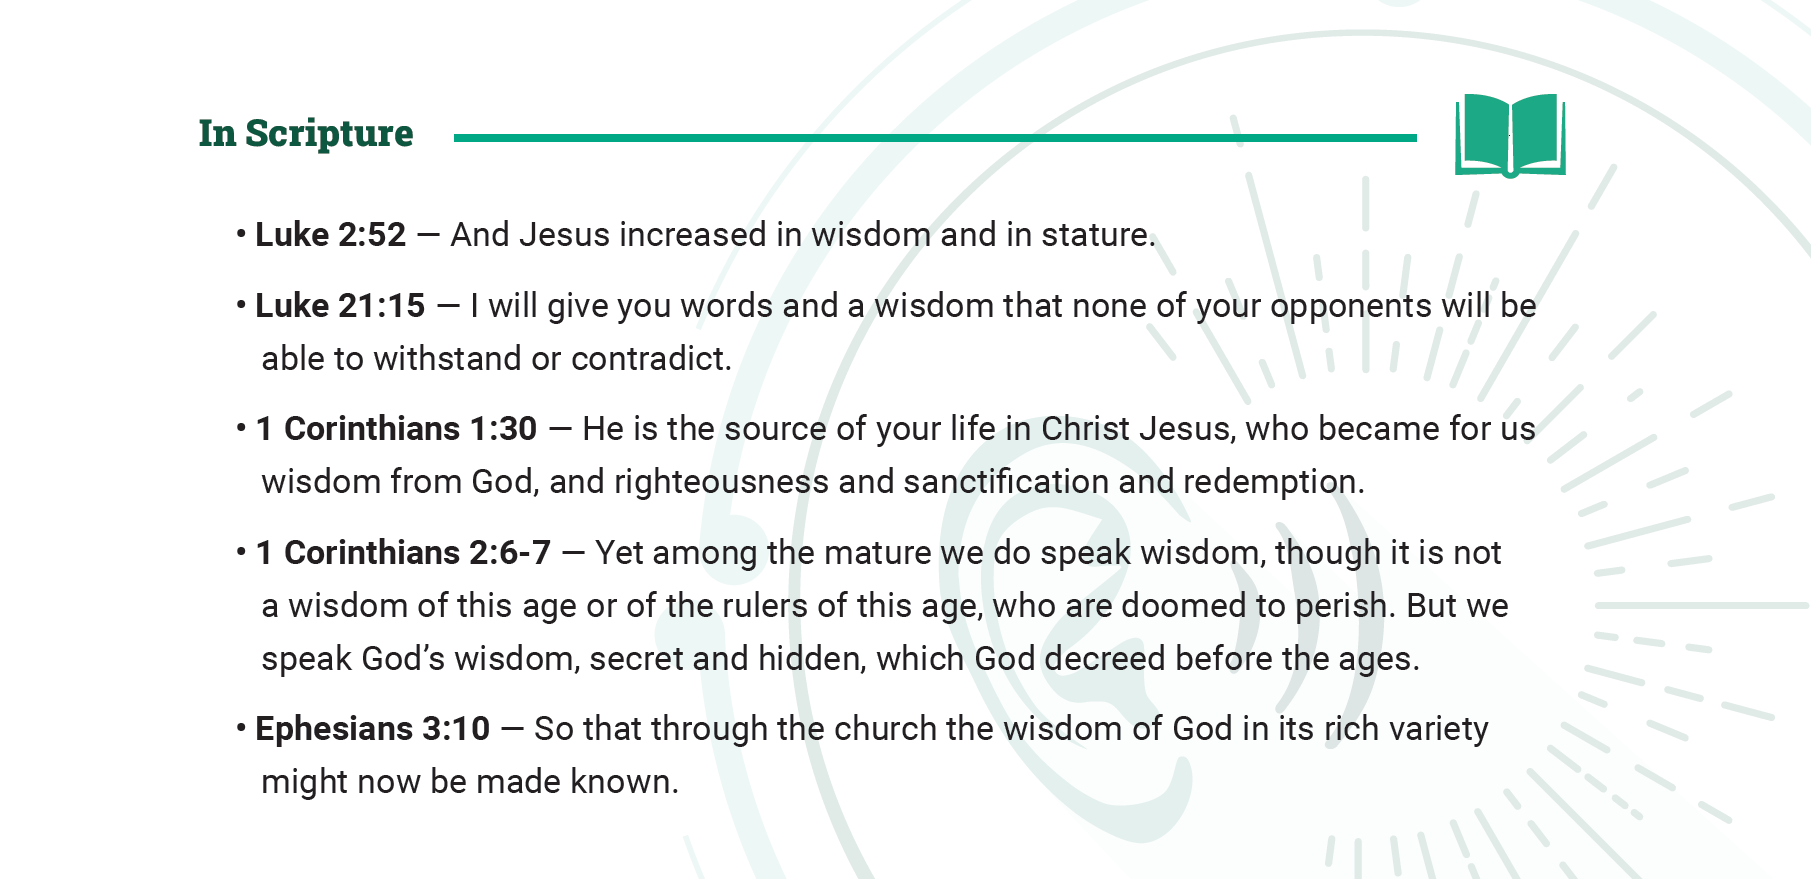 In Scripture
• Luke 2:52 — And Jesus increased in wisdom and in stature.
• Luke 21:15 — I will give you words and a wisdom that none of your opponents will be
able to withstand or contradict.
• 1 Corinthians 1:30 — He is the source of your life in Christ Jesus, who became for us
wisdom from God, and righteousness and sanctification and redemption.
• 1 Corinthians 2:6-7 — Yet among the mature we do speak wisdom, though it is not
a wisdom of this age or of the rulers of this age, who are doomed to perish. But we
speak God’s wisdom, secret and hidden, which God decreed before the ages.
• Ephesians 3:10 — So that through the church the wisdom of God in its rich variety
might now be made known.